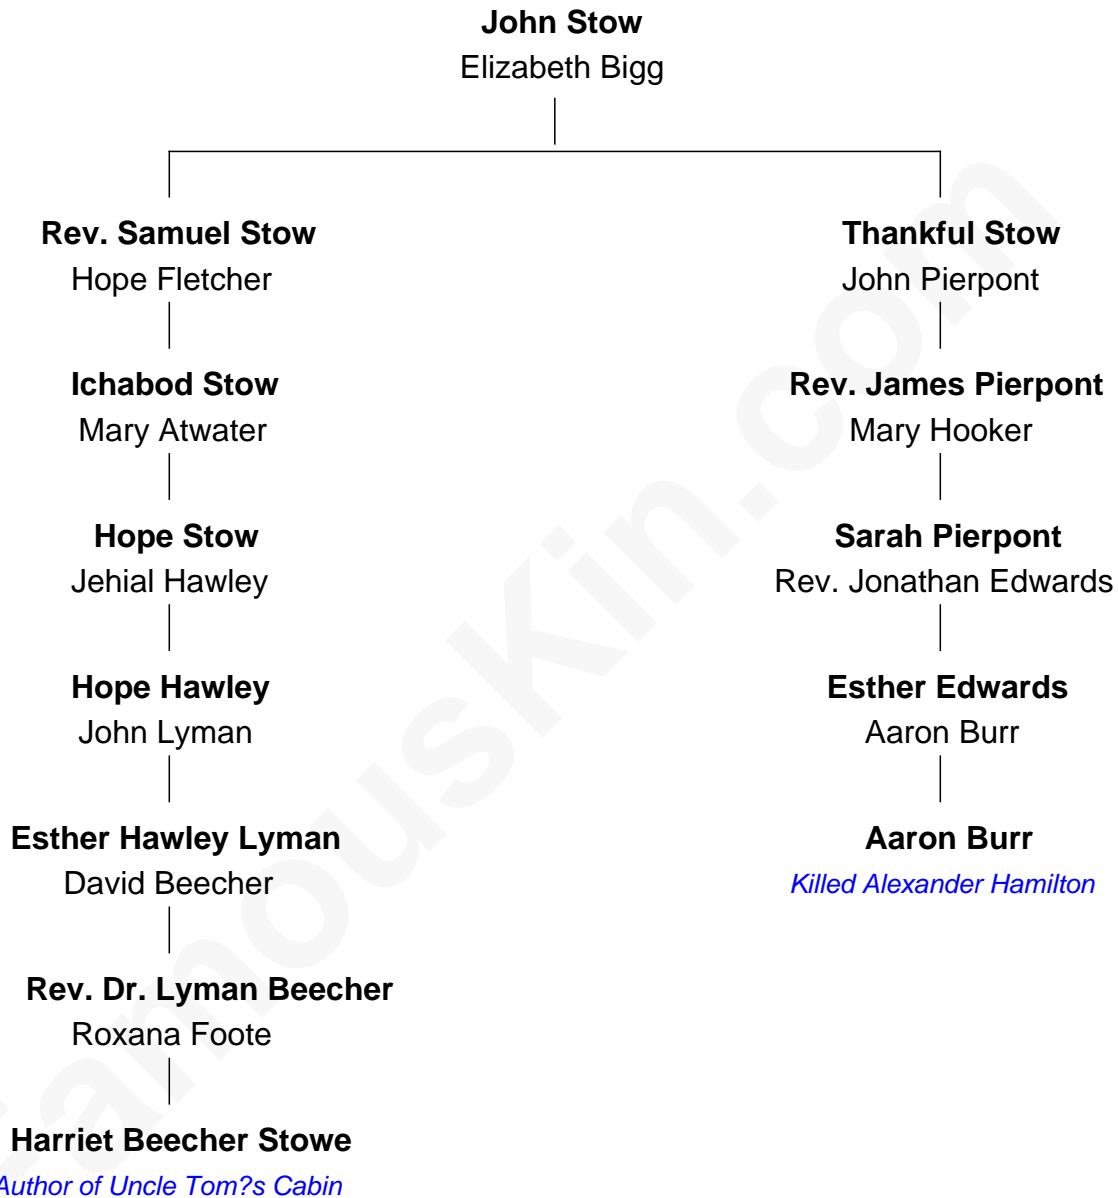 John Stow
Elizabeth Bigg
Rev. Samuel Stow
Hope Fletcher
Thankful Stow
John Pierpont
Ichabod Stow
Mary Atwater
Rev. James Pierpont
Mary Hooker
Hope Stow
Jehial Hawley
Sarah Pierpont
Rev. Jonathan Edwards
Hope Hawley
John Lyman
Esther Edwards
Aaron Burr
Esther Hawley Lyman
David Beecher
Aaron Burr
Killed Alexander Hamilton
Rev. Dr. Lyman Beecher
Roxana Foote
Harriet Beecher Stowe
Author of Uncle Tom?s Cabin
FamousKin.com